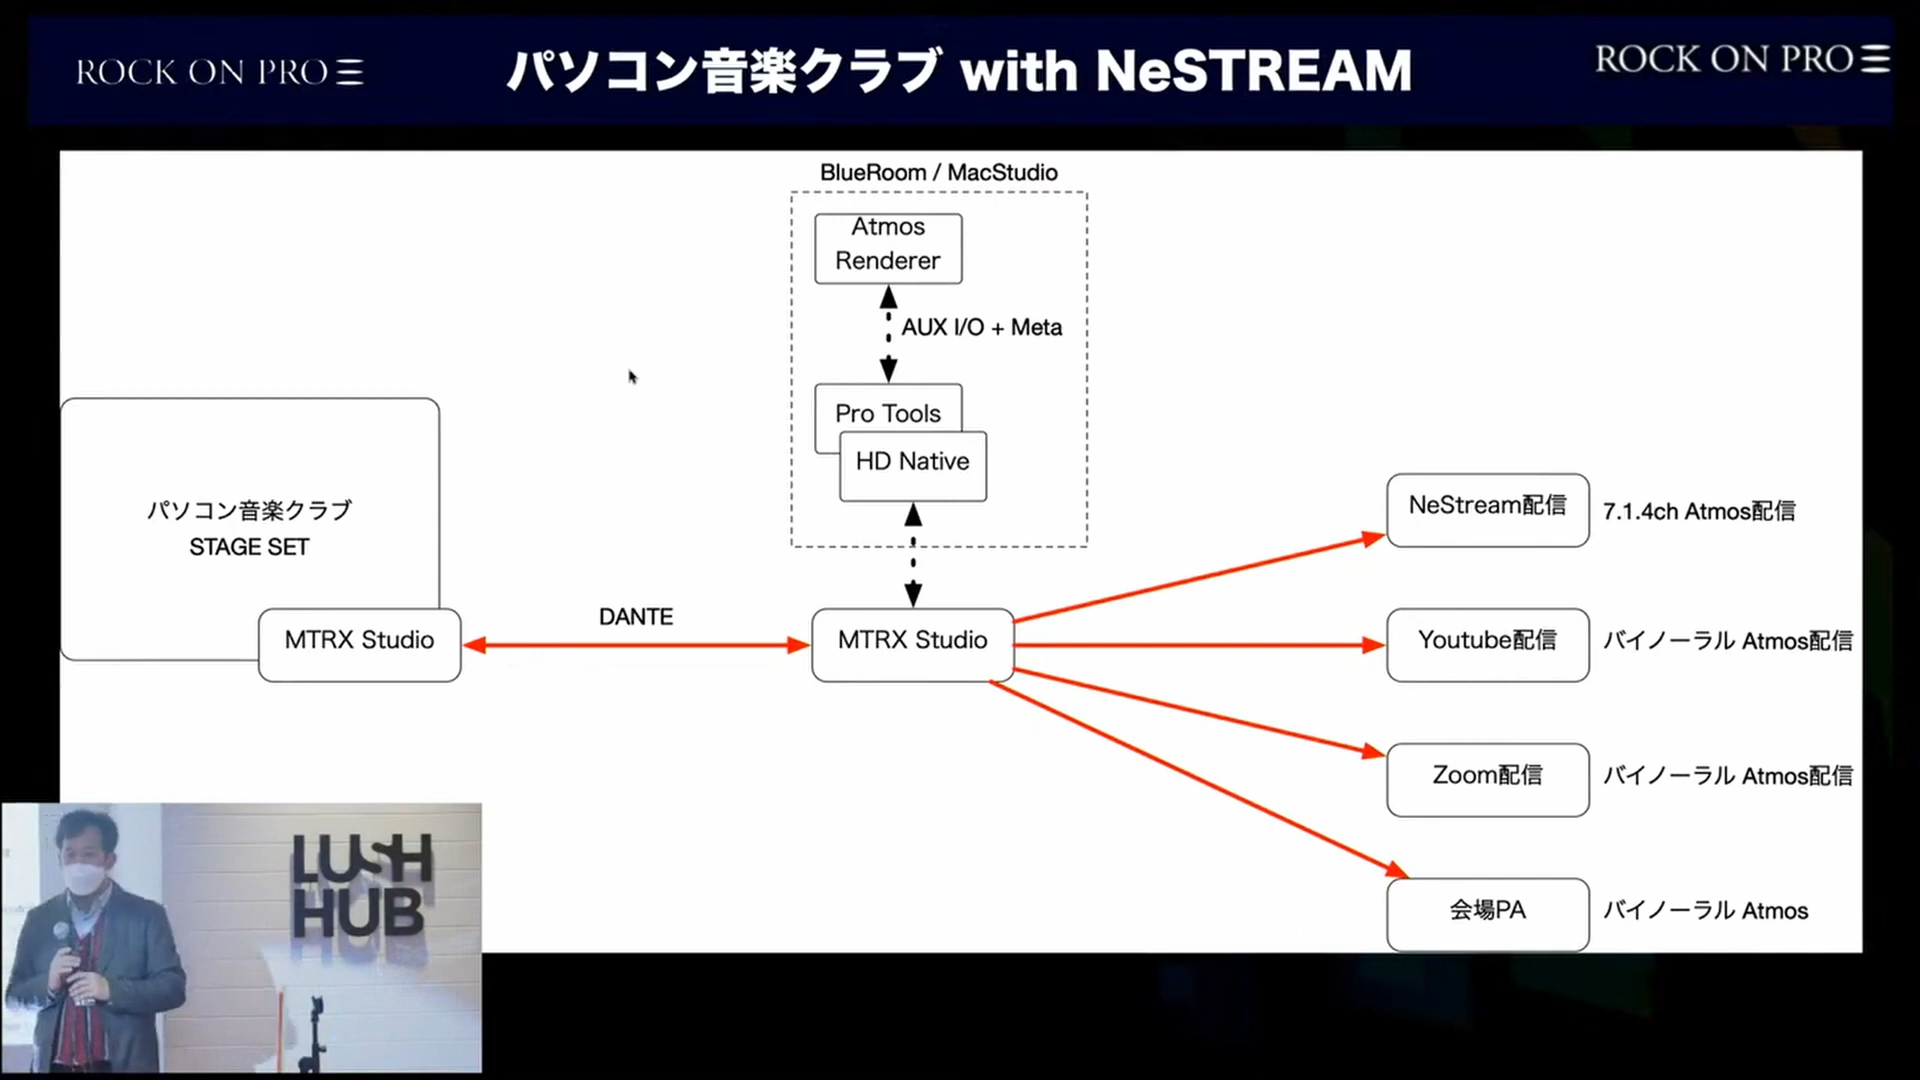 ROCK ON PRO
パソコン音楽クラブ with NeSTREAM
ROCK ON PRO
BlueRoom / MacStudio
Atmos
Renderer
AUX I/O + Meta
Pro Tools
HD Native
パソコン音楽クラブ
STAGE SET
MTRX Studio
DANTE
MTRX Studio
NeStream配信
7.1.4ch Atmos配信
Youtube配信
バイノーラル Atmos配信
Zoom配信
バイノーラル Atmos配信
会場PA
バイノーラル Atmos
LUSH
HUB